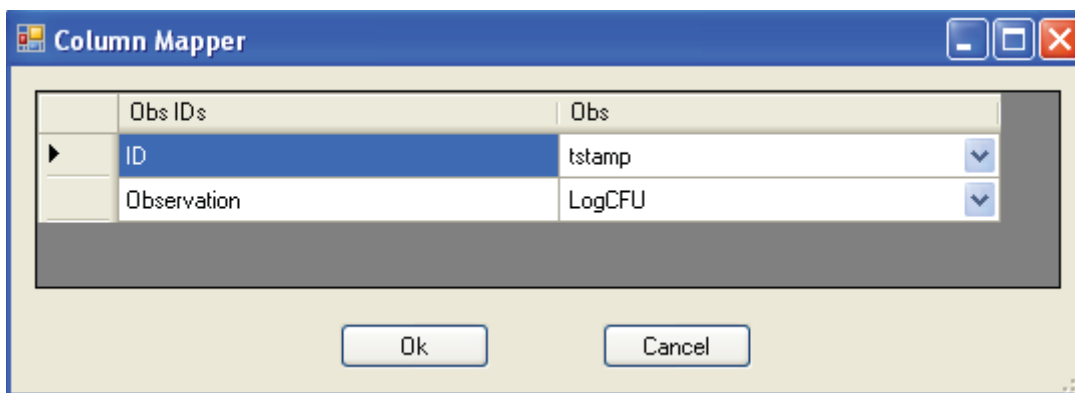 Column Mapper
Obs IDs Obs
ID tstamp
Observation LogCFU
Ok Cancel